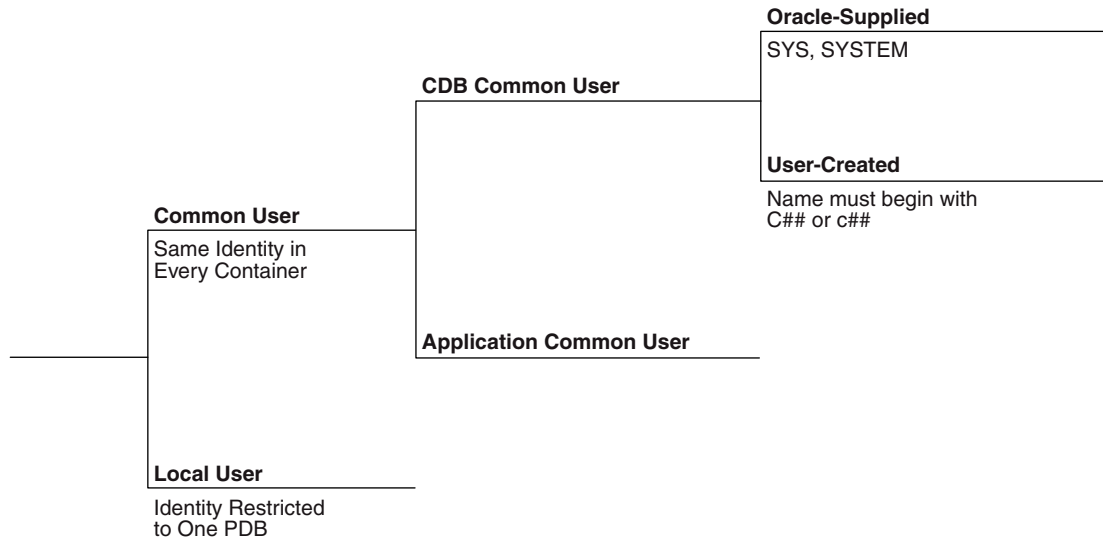 Oracle-Supplied
SYS, SYSTEM
CDB Common User
User-Created
Name must begin with
C## or c##
Common User
Same Identity in
Every Container
Application Common User
Local User
Identity Restricted
to One PDB